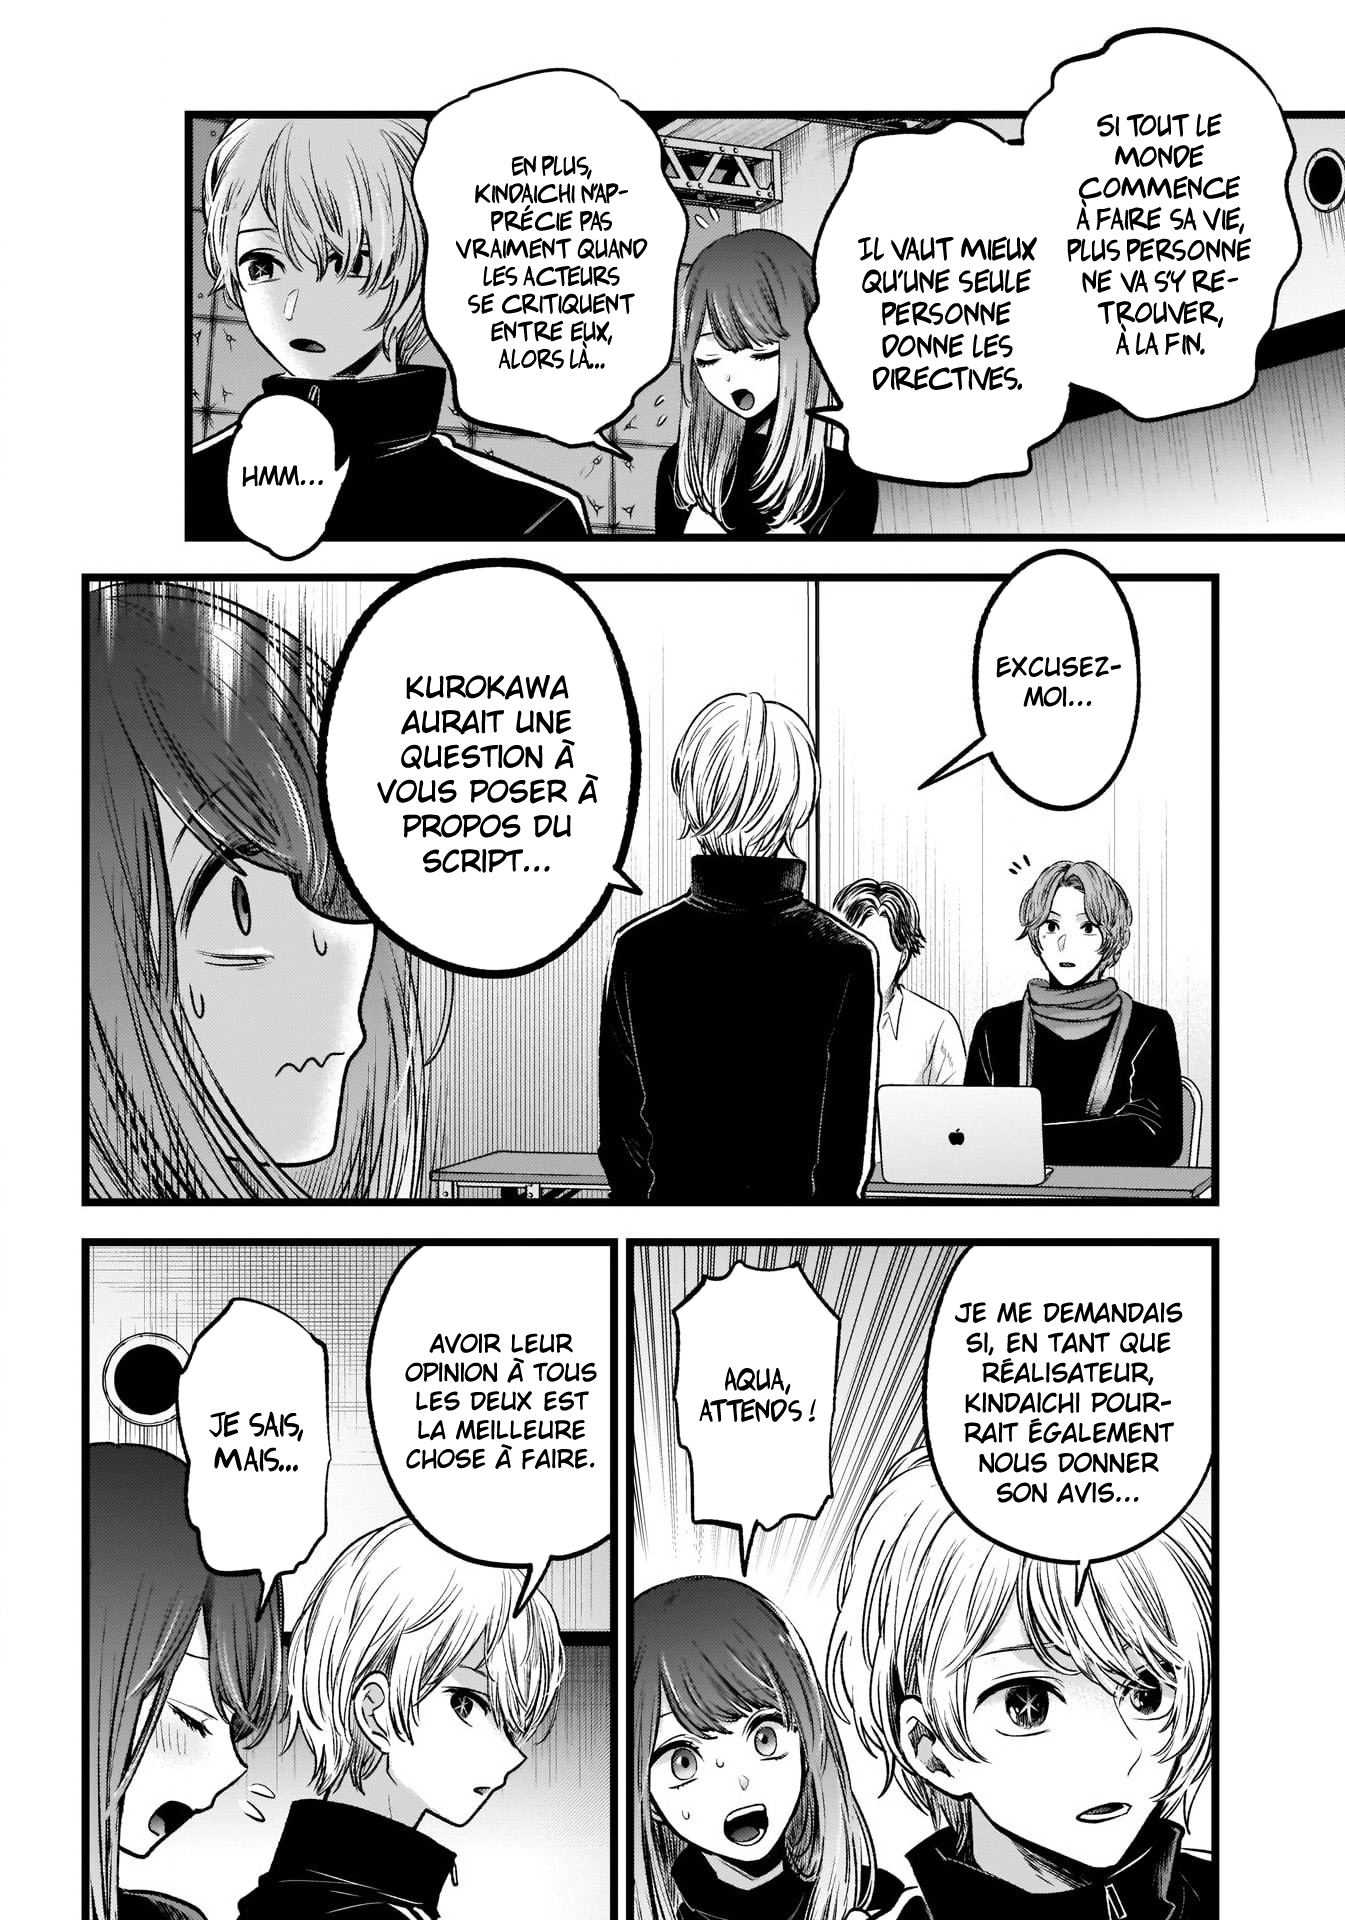 SI TOUT LE
MONDE
COMMENCE
À FAIRE SA VIE,
PLUS PERSONNE
NE VA S'Y RE-
TROUVER,
À LA FIN.
IL VAUT MIEUX
QU'UNE SEULE
PERSONNE
DONNE LES
DIRECTIVES.
EN PLUS,
KINDAICHI N'AP-
PRÉCIE PAS
VRAIMENT QUAND
LES ACTEURS
SE CRITIQUENT
ENTRE EUX,
ALORS LÀ...
HMM...
EXCUSEZ-
MOI...
KUROKAWA
AURAIT UNE
QUESTION À
VOUS POSER À
PROPOS DU
SCRIPT...
JE ME DEMANDAIS
SI, EN TANT QUE
RÉALISATEUR,
KINDAICHI POUR-
RAIT ÉGALEMENT
NOUS DONNER
SON AVIS...
AQUA,
ATTENDS !
AVOIR LEUR
OPINION À TOUS
LES DEUX EST
LA MEILLEURE
CHOSE À FAIRE.
JE SAIS,
MAIS...